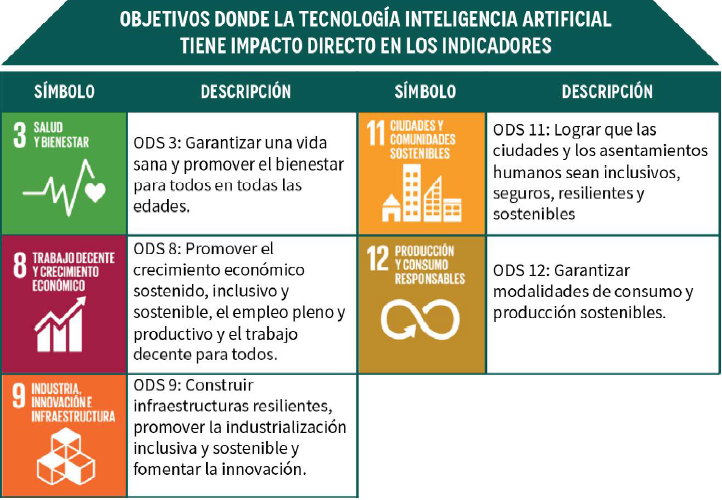 OBJETIVOS DONDE LA TECNOLOGÍA INTELIGENCIA ARTIFICIAL
TIENE IMPACTO DIRECTO EN LOS INDICADORES
SÍMBOLO
DESCRIPCIÓN
SÍMBOLO
DESCRIPCIÓN
3 SALUD
Y BIENESTAR
ODS 3: Garantizar una vida
sana y promover el bienestar
para todos en todas las
edades.
11 CIUDADES Y
COMUNIDADES
SOSTENIBLES
ODS 11: Lograr que las
ciudades y los asentamientos
humanos sean inclusivos,
seguros, resilientes y
sostenibles
8 TRABAJO DECENTE
Y CRECIMIENTO
ECONÓMICO
ODS 8: Promover el
crecimiento económico
sostenido, inclusivo y
sostenible, el empleo pleno y
productivo y el trabajo
decente para todos.
12 PRODUCCIÓN
Y CONSUMO
RESPONSABLES
ODS 12: Garantizar
modalidades de consumo y
producción sostenibles.
9 INDUSTRIA,
INNOVACIÓN E
INFRAESTRUCTURA
ODS 9: Construir
infraestructuras resilientes,
promover la industrialización
inclusiva y sostenible y
fomentar la innovación.